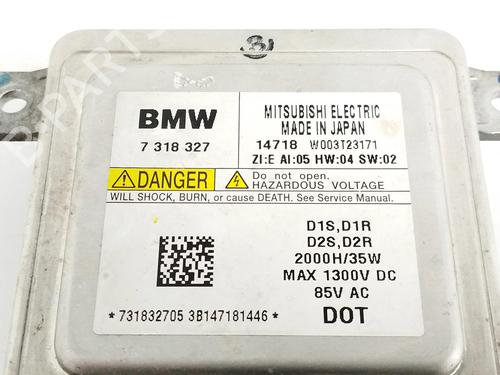 BMW
7 318 327
MITSUBISHI ELECTRIC
MADE IN JAPAN
14718 W003T23171
ZI:E AI:05 HW:04 SW:02
DANGER
Do not open.
HAZARDOUS VOLTAGE
WILL SHOCK, BURN, or cause DEATH. See Service Manual.
D1S,D1R
D2S,D2R
2000H/35W
MAX 1300V DC
85V AC
*731832705 3B147181446* DOT